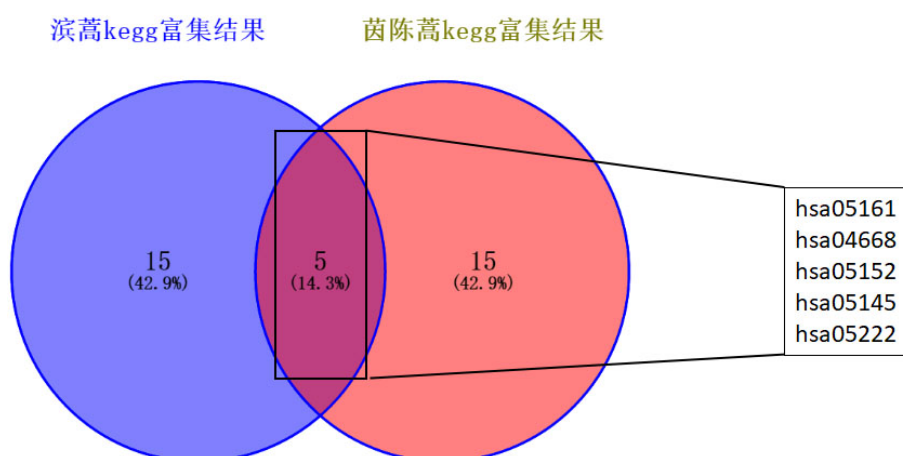 滨蒿kegg富集结果
茵陈蒿kegg富集结果
15
(42.9%)
5
(14.3%)
15
(42.9%)
hsa05161
hsa04668
hsa05152
hsa05145
hsa05222